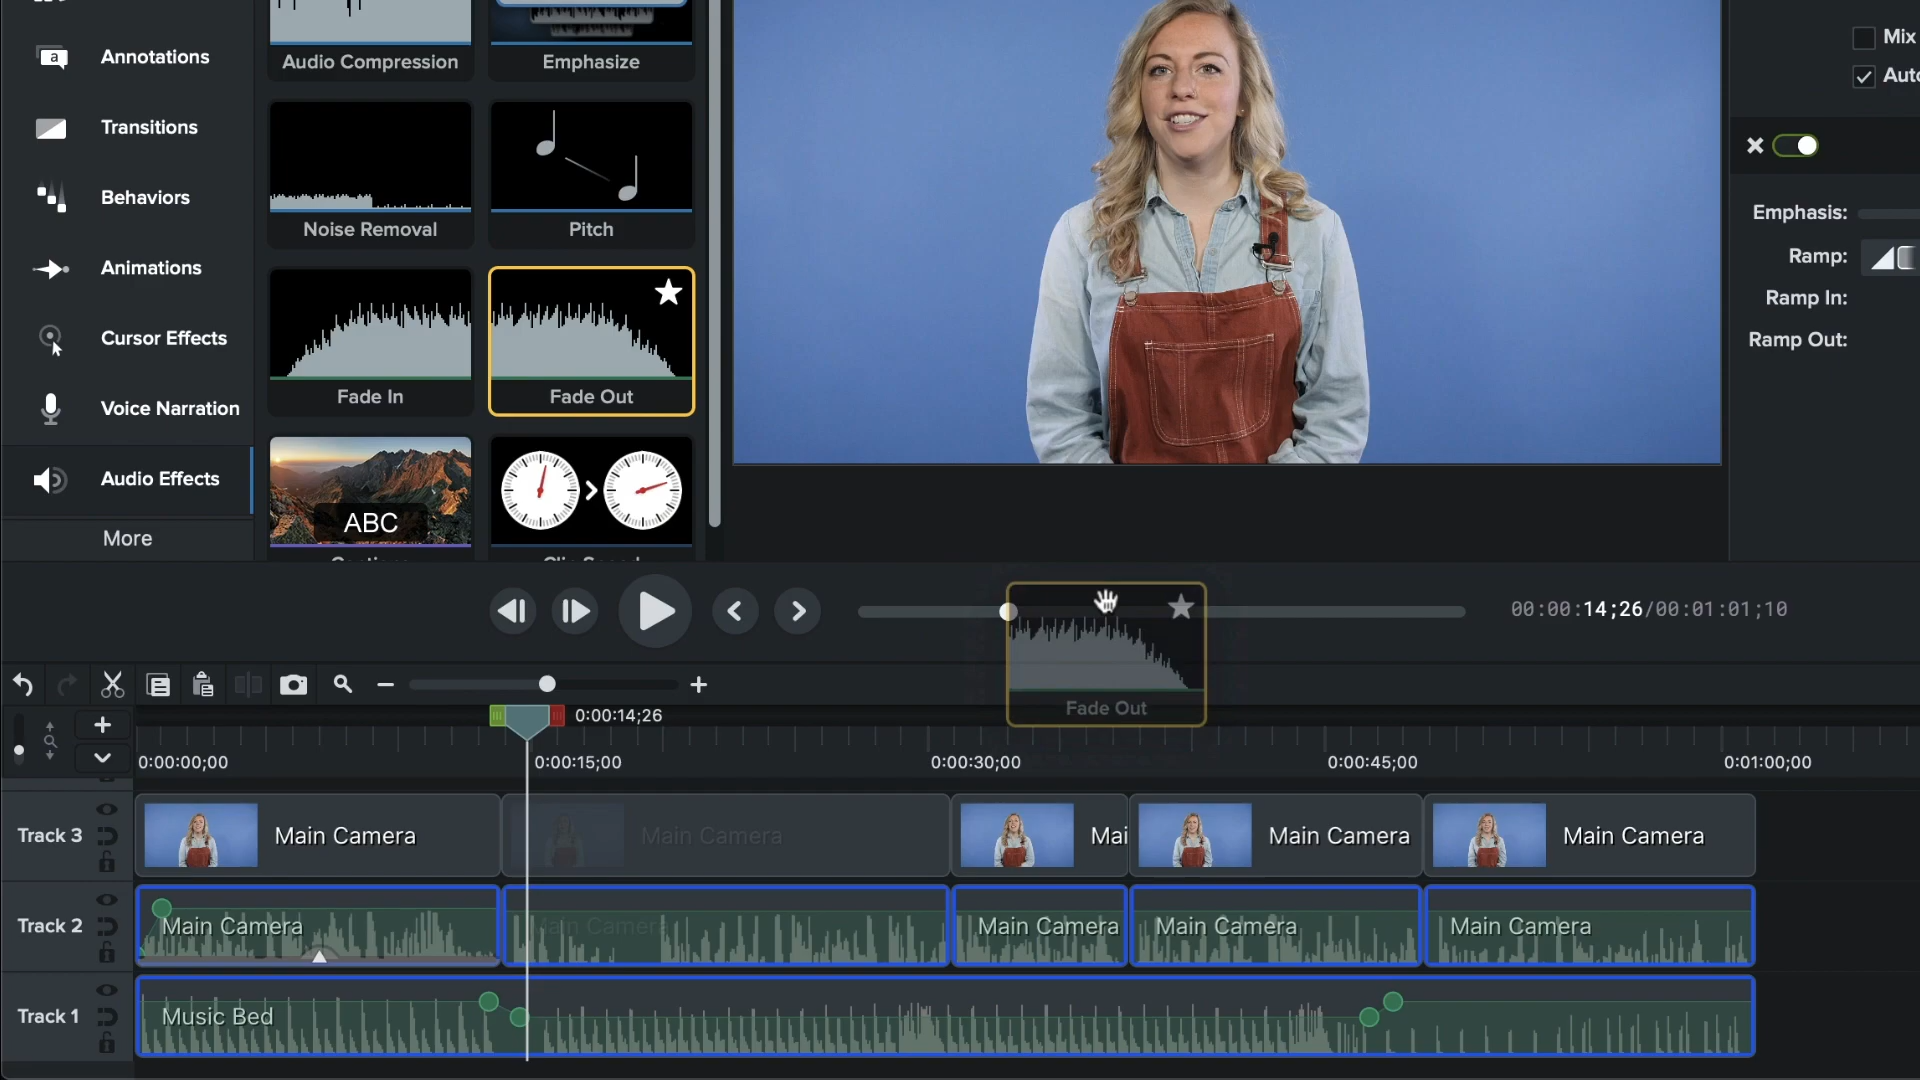 Annotations
Transitions
Behaviors
Animations
Cursor Effects
Voice Narration
Audio Effects
More
Audio Compression
Emphasize
Noise Removal
Pitch
Fade In
Fade Out
ABC
Mix
Auto
Emphasis:
Ramp:
Ramp In:
Ramp Out:
Fade Out
00:00:14;26/00:01:01;10
0:00:14;26
0:00:00;00
0:00:15;00
0:00:30;00
0:00:45;00
0:01:00;00
Track 3
Main Camera
Main Camera
Mai
Main Camera
Main Camera
Track 2
Main Camera
Main Camera
Main Camera
Main Camera
Main Camera
Track 1
Music Bed